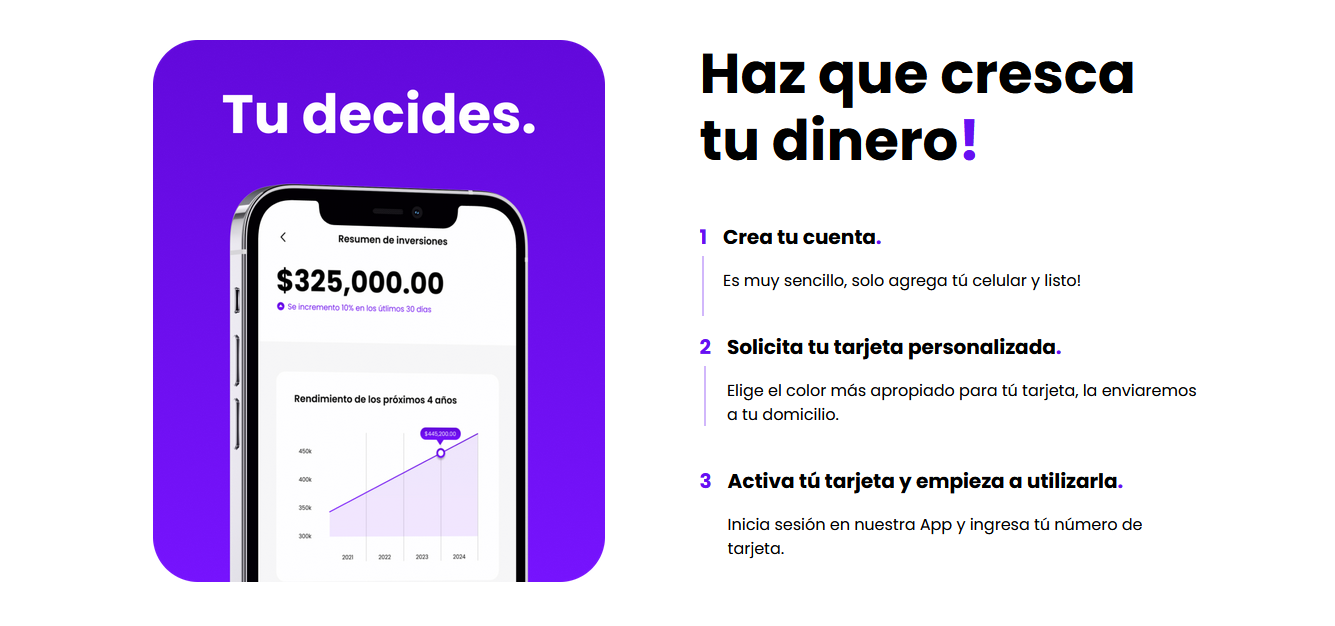 Tu decides.
Resumen de inversiones
$325,000.00
Se incremento 10% en los útlimos 30 días
Rendimiento de los próximos 4 años
$445,200.00
450k
400k
350k
300k
2021 2022 2023 2024
Haz que cresca
tu dinero!
1 Crea tu cuenta.
Es muy sencillo, solo agrega tú celular y listo!
2 Solicita tu tarjeta personalizada.
Elige el color más apropiado para tú tarjeta, la enviaremos
a tu domicilio.
3 Activa tú tarjeta y empieza a utilizarla.
Inicia sesión en nuestra App y ingresa tú número de
tarjeta.